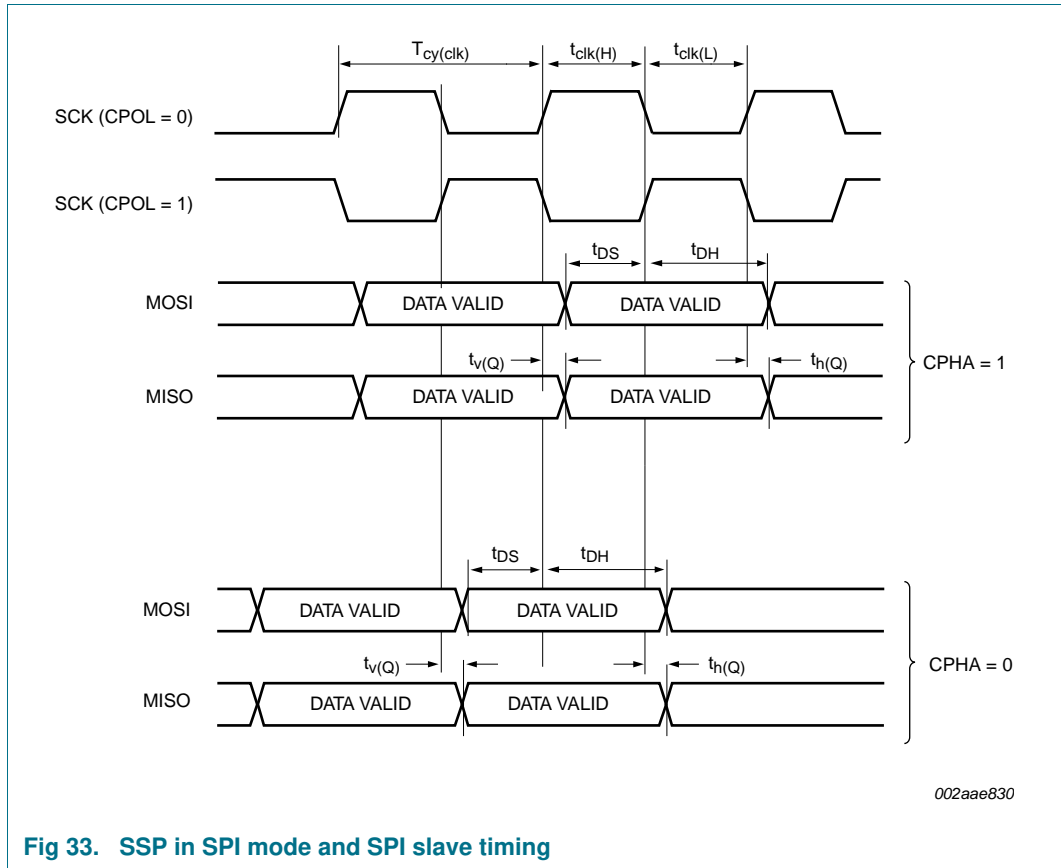 Tcy(clk) tclk(H) tclk(L)
SCK (CPOL = 0)
SCK (CPOL = 1)
tDS tDH
MOSI DATA VALID DATA VALID
tv(Q) th(Q) CPHA = 1
MISO DATA VALID DATA VALID
tDS tDH
MOSI DATA VALID DATA VALID
tv(Q) th(Q) CPHA = 0
MISO DATA VALID DATA VALID
002aae830
Fig 33. SSP in SPI mode and SPI slave timing